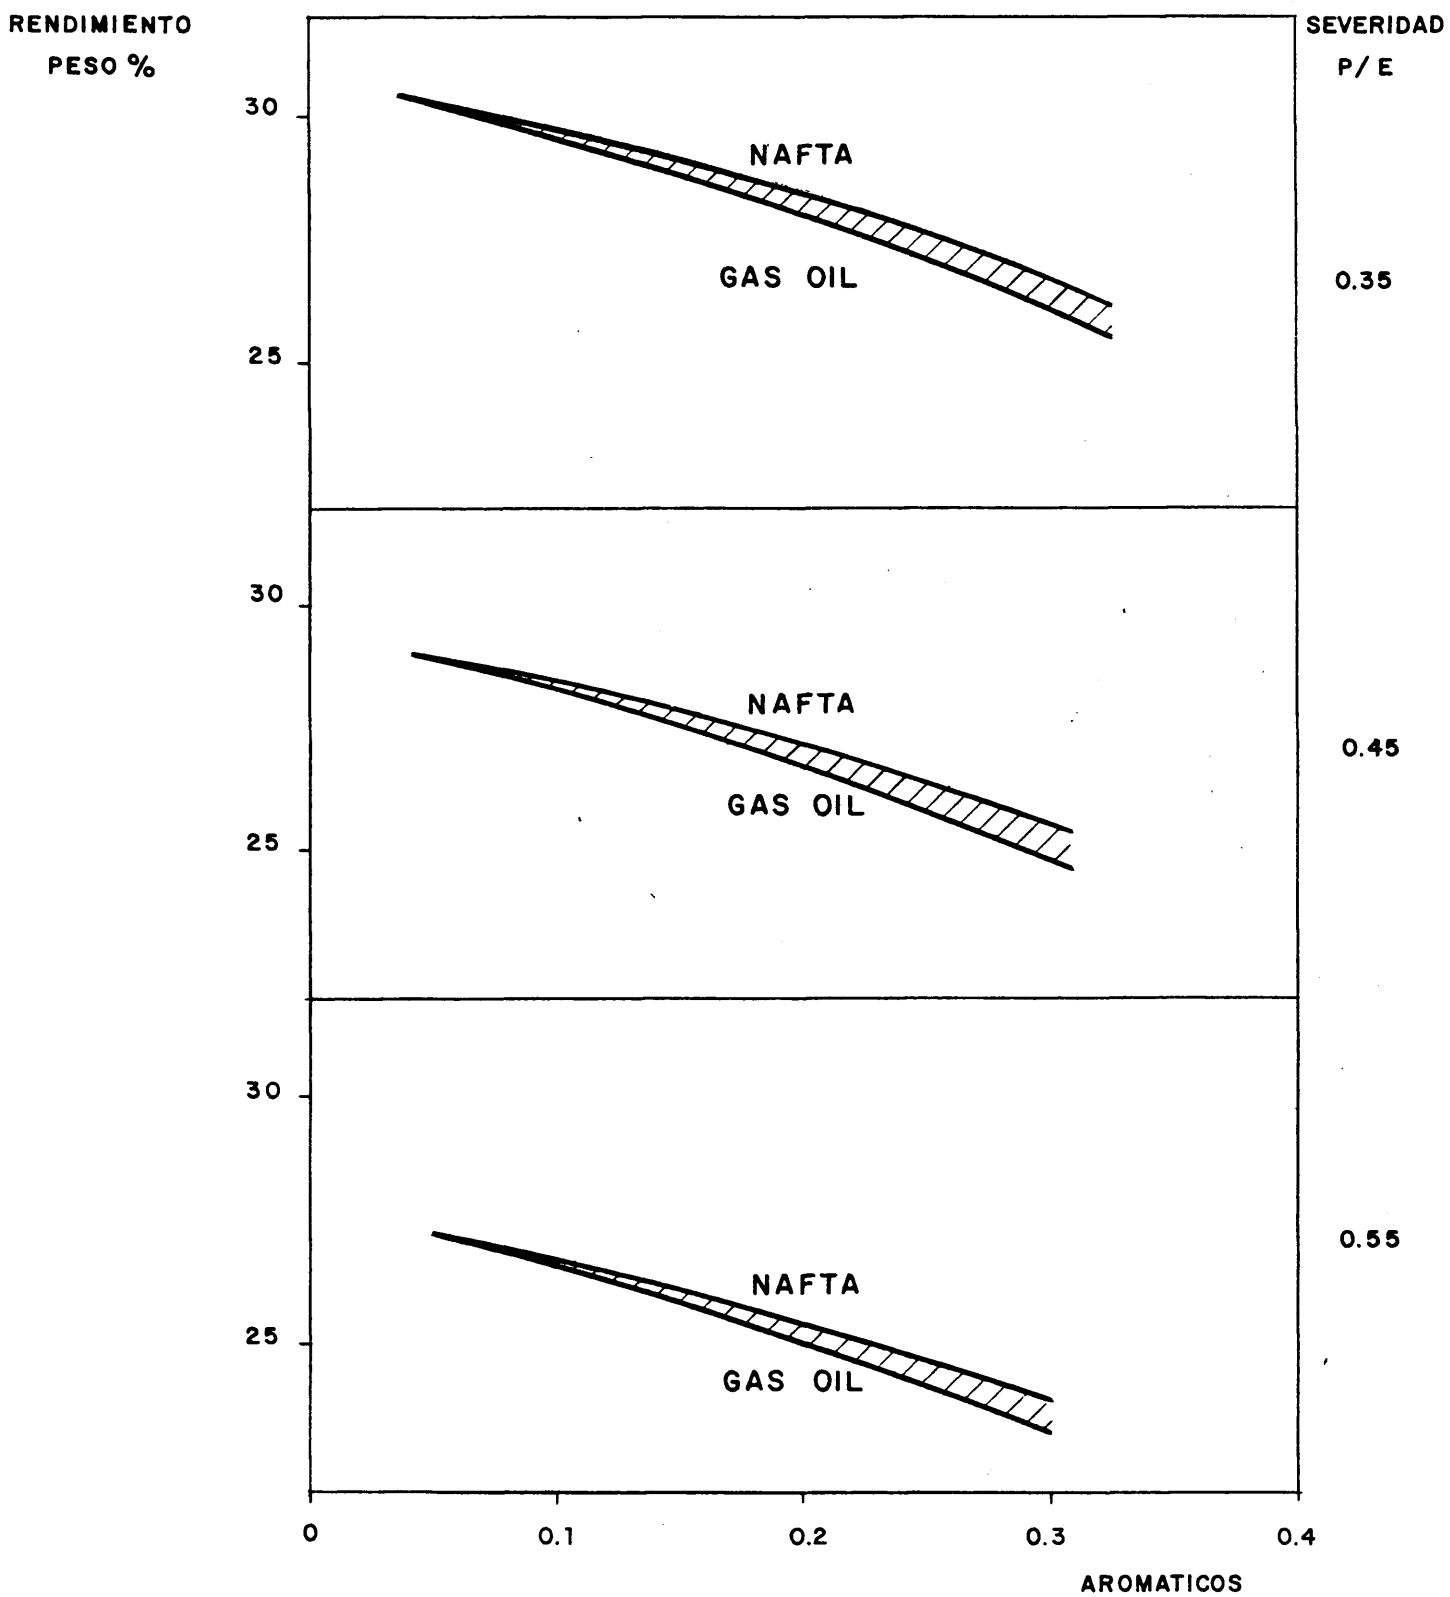 RENDIMIENTO
PESO %
SEVERIDAD
P/E
30
NAFTA
GAS OIL
0.35
25
30
NAFTA
0.45
GAS OIL
25
30
0.55
NAFTA
25
GAS OIL
0 0.1 0.2 0.3 0.4
AROMATICOS